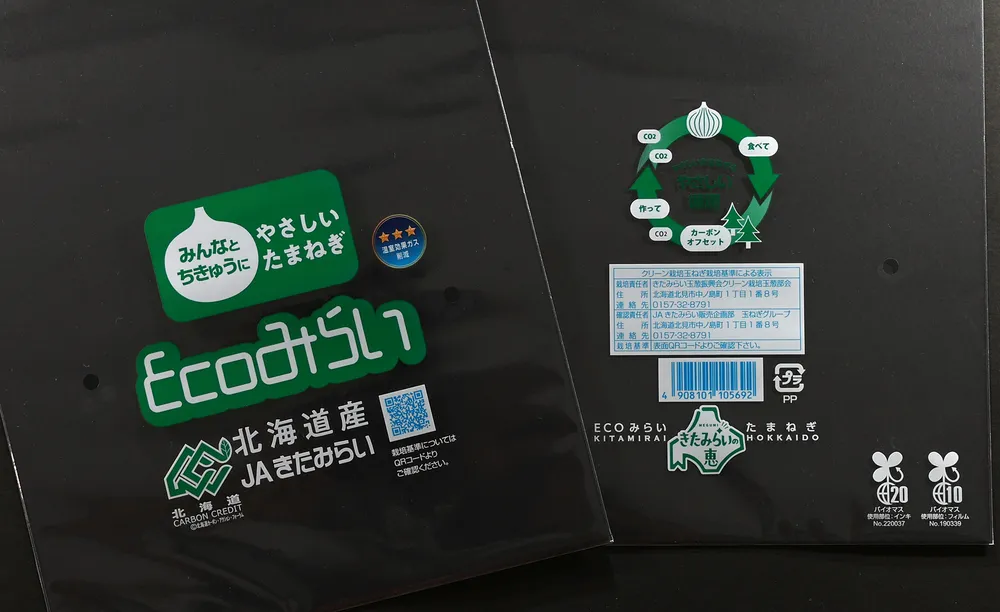 みんなと
ちきゅうに
やさしい
たまねぎ
温室効果ガス
削減
Ecoみらい
北海道産
JAきたみらい
北海道
CARBON CREDIT
栽培基準については
QRコードより
ご確認ください。
CO2
CO2
食べて
作って
CO2
カーボン
オフセット
クリーン栽培玉ねぎ栽培基準による表示
栽培責任者 きたみらい玉葱振興会クリーン栽培玉葱部会
住所 北海道北見市中ノ島町1丁目1番8号
連絡先 0157-32-8791
確認責任者 JAきたみらい販売企画部 玉ねぎグループ
住所 北海道北見市中ノ島町1丁目1番8号
連絡先 0157-32-8791
栽培基準 表面QRコードよりご確認下さい。
4 908101 105692
プラ
PP
ECOみらい たまねぎ
KITAMIRAI HOKKAIDO
MEGUMI
きたみらいの
恵
20
バイオマス
使用部位:インキ
No.220037
10
バイオマス
使用部位:フィルム
No.190339